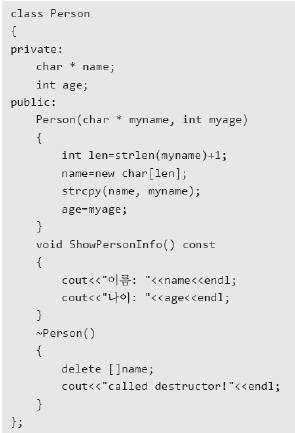 class Person
{
private:
    char * name;
    int age;
public:
    Person(char * myname, int myage)
    {
        int len=strlen(myname)+1;
        name=new char[len];
        strcpy(name, myname);
        age=myage;
    }
    void ShowPersonInfo() const
    {
        cout<<"이름: "<<name<<endl;
        cout<<"나이: "<<age<<endl;
    }
    ~Person()
    {
        delete []name;
        cout<<"called destructor!"<<endl;
    }
};